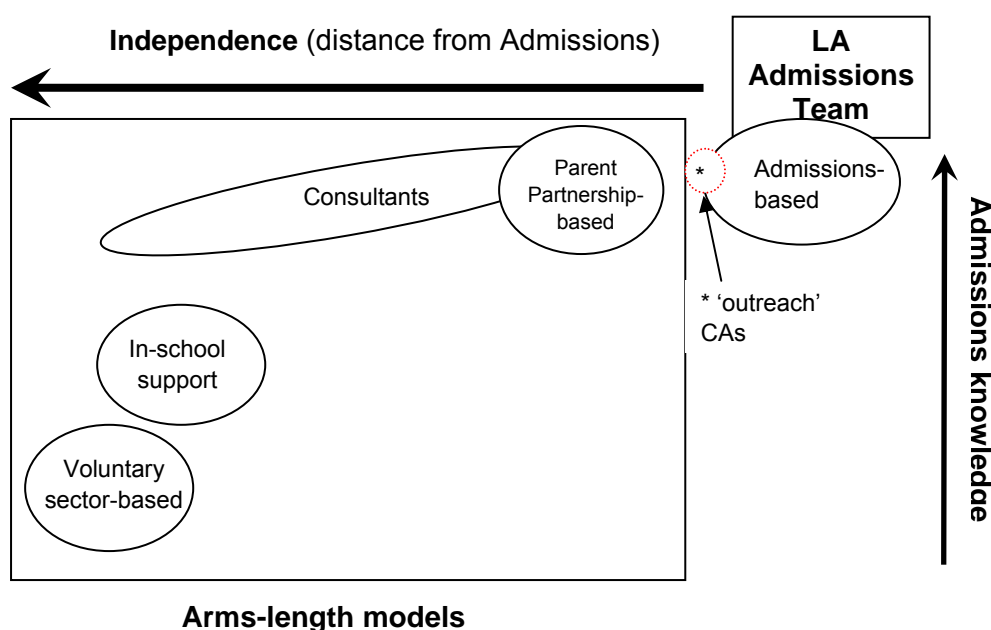 Independence (distance from Admissions)
LA
Admissions
Team
Consultants
Parent
Partnership-
based
*
Admissions-
based
* ‘outreach’
CAs
In-school
support
Voluntary
sector-based
Admissions knowledge
Arms-length models